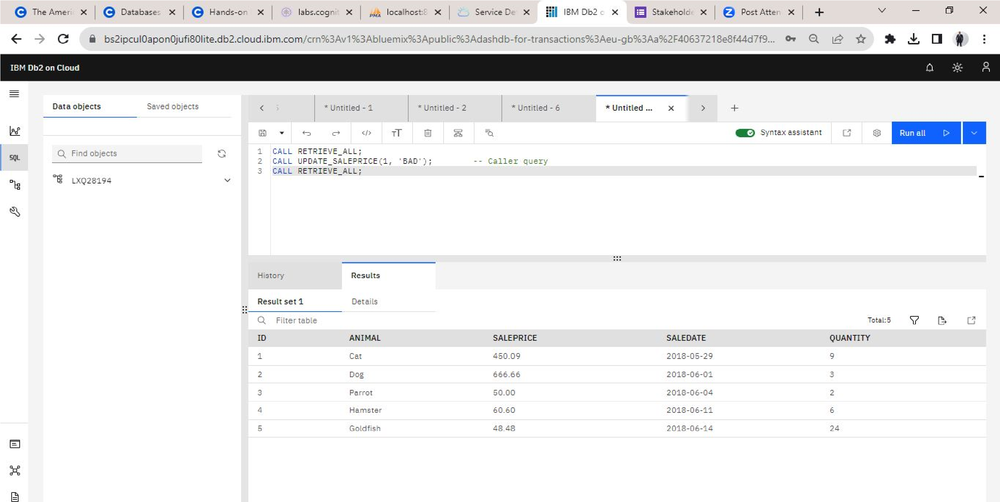 The Ameri
Databases
Hands-on
labs.cognit
localhost:8
Service De
IBM Db2 o
Stakeholde
Post Atten
bs2ipcul0apon0jufi80lite.db2.cloud.ibm.com/crn%3Av1%3Abluemix%3Apublic%3Adashdb-for-transactions%3Aeu-gb%3Aa%2F40637218e8f44d7f9...
IBM Db2 on Cloud
Data objects
Saved objects
5
* Untitled - 1
* Untitled - 2
* Untitled - 6
* Untitled ...
SQL
Find objects
LXQ28194
Syntax assistant
Run all
1 CALL RETRIEVE_ALL;
2 CALL UPDATE_SALEPRICE(1, 'BAD'); -- Caller query
3 CALL RETRIEVE_ALL;
History
Results
Result set 1
Details
Filter table
Total:5
ID ANIMAL SALEPRICE SALEDATE QUANTITY
1 Cat 450.09 2018-05-29 9
2 Dog 666.66 2018-06-01 3
3 Parrot 50.00 2018-06-04 2
4 Hamster 60.60 2018-06-11 6
5 Goldfish 48.48 2018-06-14 24